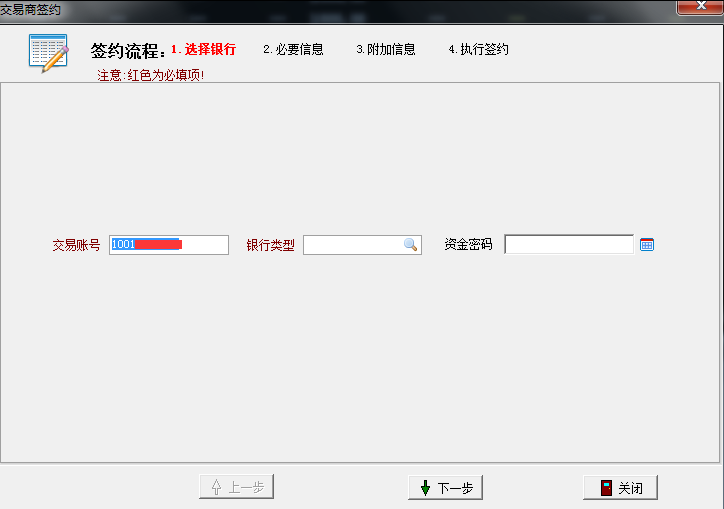 交易商签约
签约流程: 1.选择银行 2.必要信息 3.附加信息 4.执行签约
注意:红色为必填项!
交易账号 1001 银行类型 资金密码
上一步 下一步 关闭